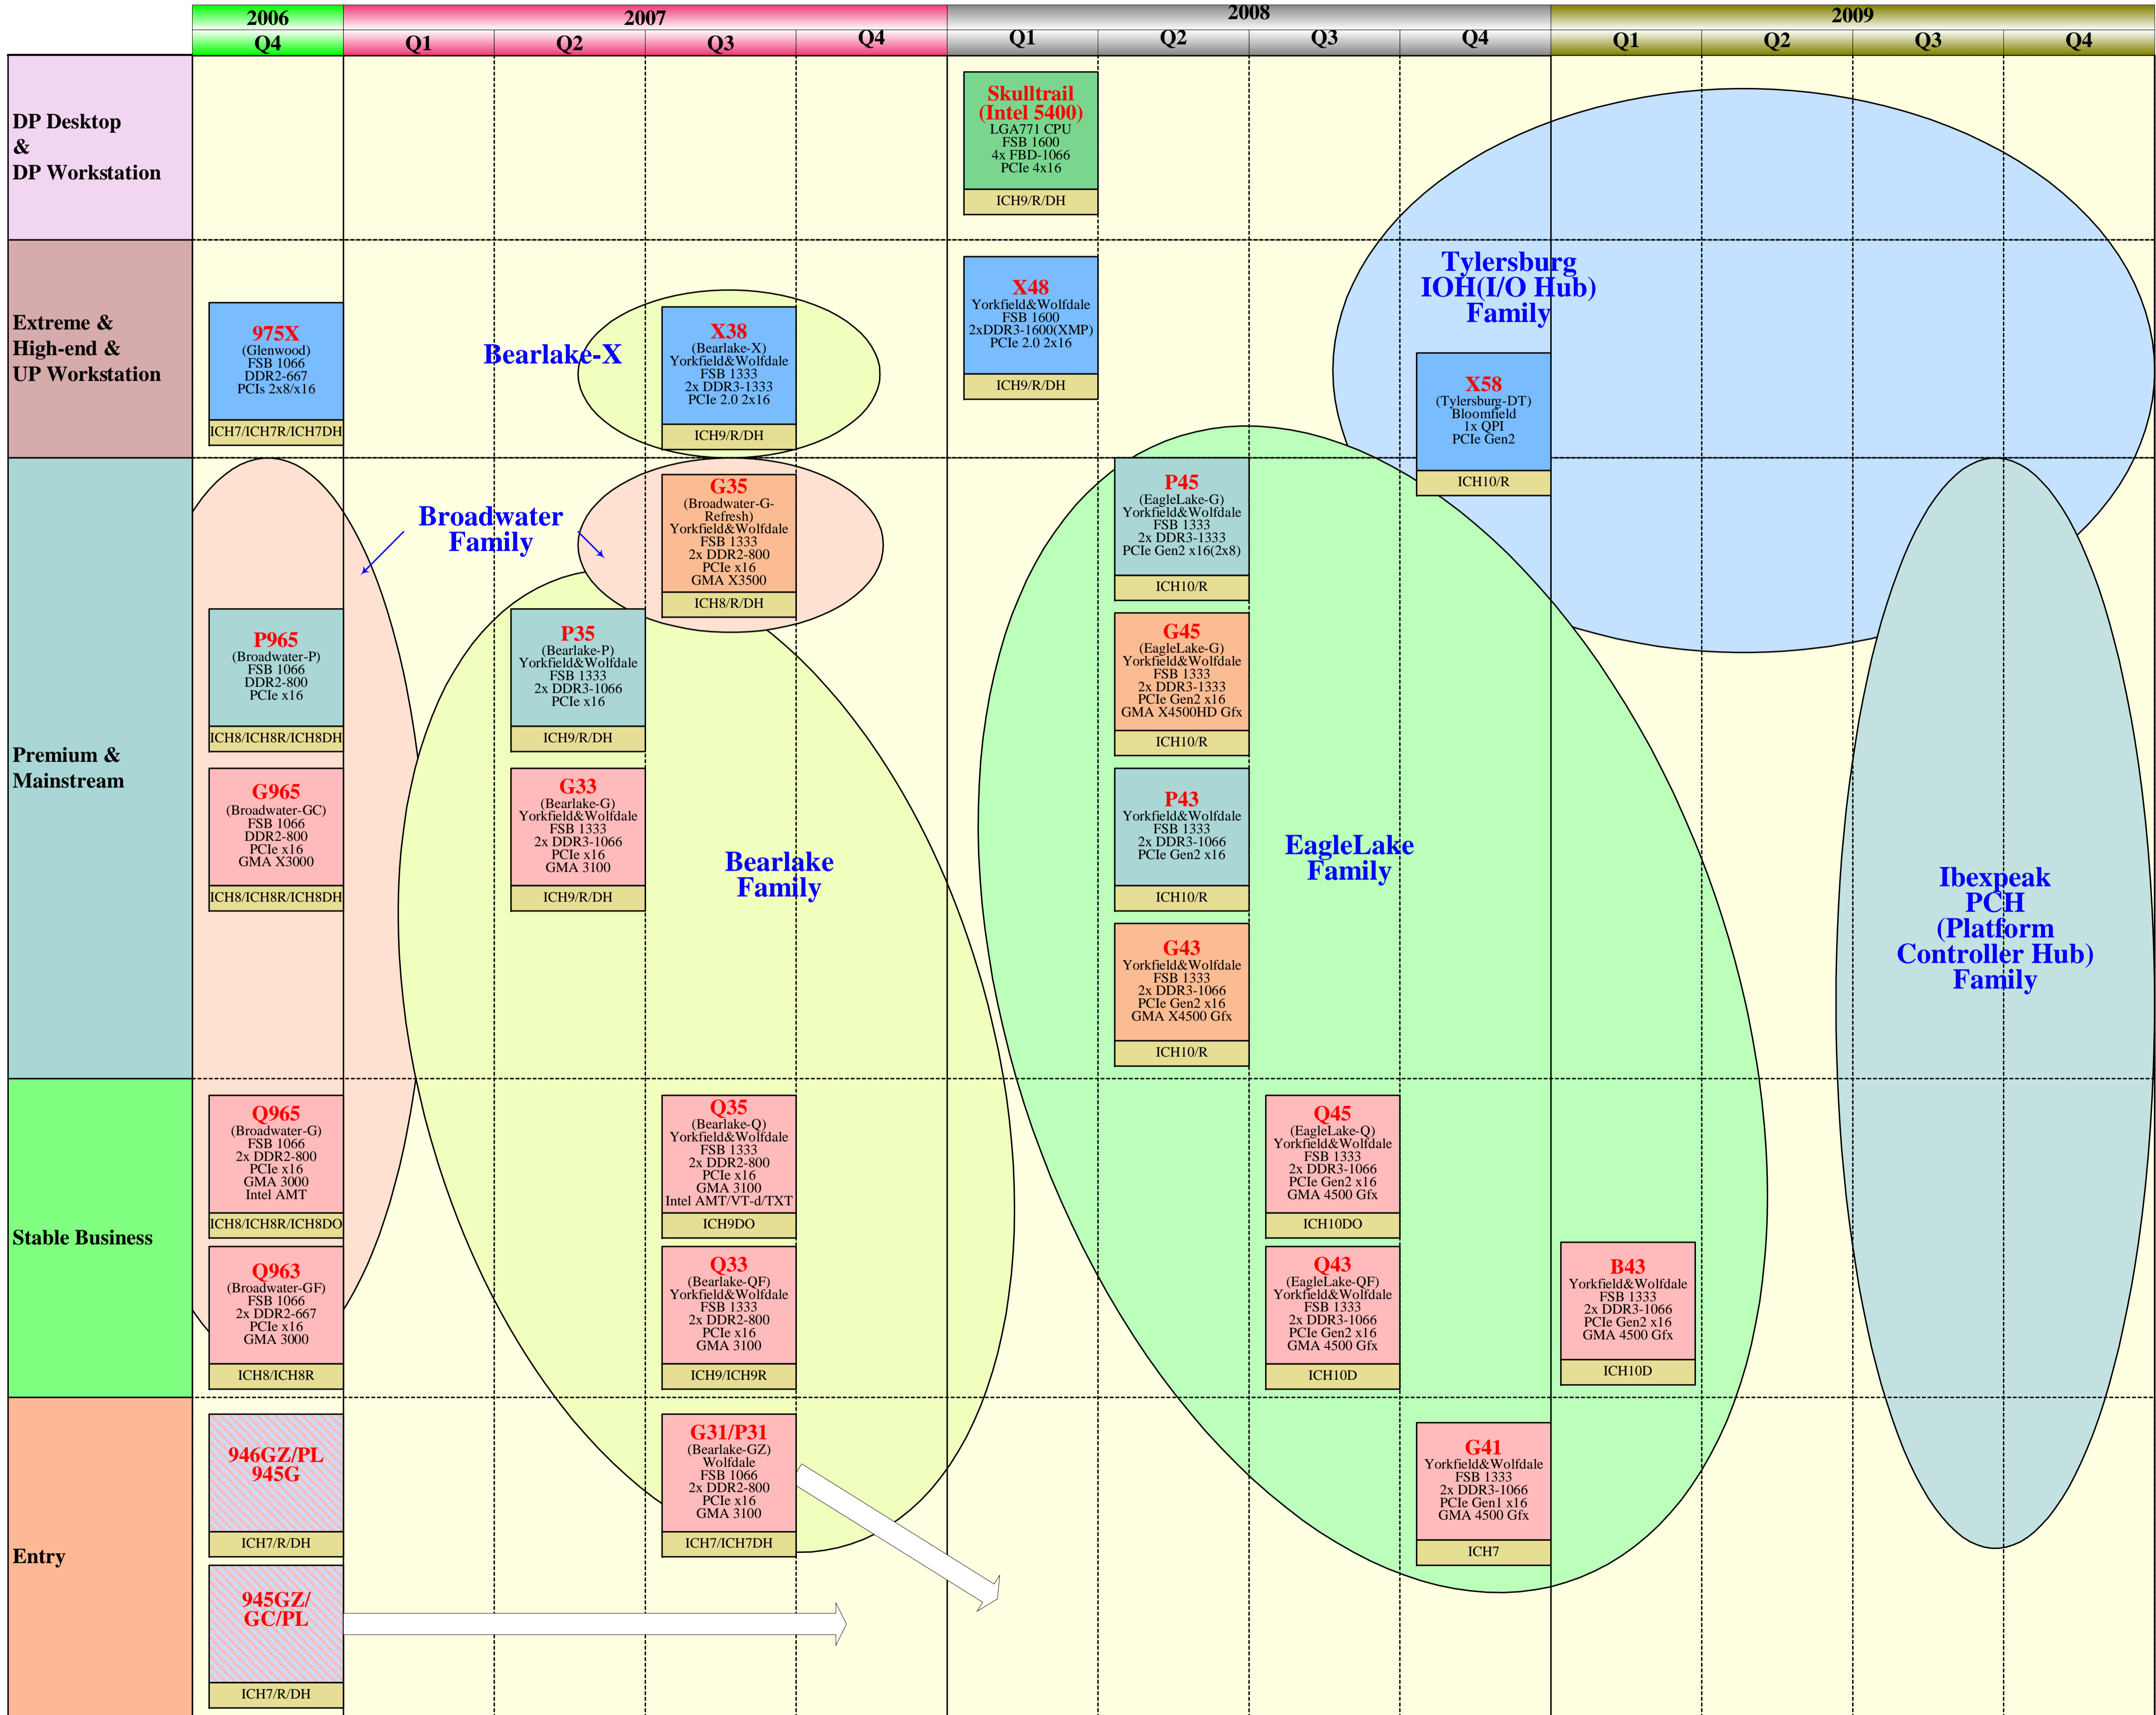 2006
2007
2008
2009
Q4
Q1
Q2
Q3
Q4
Q1
Q2
Q3
Q4
Q1
Q2
Q3
Q4
DP Desktop
&
DP Workstation
Skulltrail
(Intel 5400)
LGA771 CPU
FSB 1600
4x FBD-1066
PCIe 4x16
ICH9/R/DH
Extreme &
High-end &
UP Workstation
975X
(Glenwood)
FSB 1066
DDR2-667
PCIs 2x8/x16
ICH7/ICH7R/ICH7DH
Bearlake-X
X38
(Bearlake-X)
Yorkfield&Wolfdale
FSB 1333
2x DDR3-1333
PCIe 2.0 2x16
ICH9/R/DH
X48
Yorkfield&Wolfdale
FSB 1600
2xDDR3-1600(XMP)
PCIe 2.0 2x16
ICH9/R/DH
Tylersburg
IOH(I/O Hub)
Family
X58
(Tylersburg-DT)
Bloomfield
1x QPI
PCIe Gen2
ICH10/R
Premium &
Mainstream
Broadwater
Family
P965
(Broadwater-P)
FSB 1066
DDR2-800
PCIe x16
ICH8/ICH8R/ICH8DH
G965
(Broadwater-GC)
FSB 1066
DDR2-800
PCIe x16
GMA X3000
ICH8/ICH8R/ICH8DH
P35
(Bearlake-P)
Yorkfield&Wolfdale
FSB 1333
2x DDR3-1066
PCIe x16
ICH9/R/DH
G33
(Bearlake-G)
Yorkfield&Wolfdale
FSB 1333
2x DDR3-1066
PCIe x16
GMA 3100
ICH9/R/DH
G35
(Broadwater-G-
Refresh)
Yorkfield&Wolfdale
FSB 1333
2x DDR2-800
PCIe x16
GMA X3500
ICH8/R/DH
Bearlake
Family
P45
(EagleLake-G)
Yorkfield&Wolfdale
FSB 1333
2x DDR3-1333
PCIe Gen2 x16(2x8)
ICH10/R
G45
(EagleLake-G)
Yorkfield&Wolfdale
FSB 1333
2x DDR3-1333
PCIe Gen2 x16
GMA X4500HD Gfx
ICH10/R
P43
Yorkfield&Wolfdale
FSB 1333
2x DDR3-1066
PCIe Gen2 x16
ICH10/R
G43
Yorkfield&Wolfdale
FSB 1333
2x DDR3-1066
PCIe Gen2 x16
GMA X4500 Gfx
ICH10/R
EagleLake
Family
Ibexpeak
PCH
(Platform
Controller Hub)
Family
Stable Business
Q965
(Broadwater-G)
FSB 1066
2x DDR2-800
PCIe x16
GMA 3000
Intel AMT
ICH8/ICH8R/ICH8DO
Q963
(Broadwater-GF)
FSB 1066
2x DDR2-667
PCIe x16
GMA 3000
ICH8/ICH8R
Q35
(Bearlake-Q)
Yorkfield&Wolfdale
FSB 1333
2x DDR2-800
PCIe x16
GMA 3100
Intel AMT/VT-d/TXT
ICH9DO
Q33
(Bearlake-QF)
Yorkfield&Wolfdale
FSB 1333
2x DDR2-800
PCIe x16
GMA 3100
ICH9/ICH9R
Q45
(EagleLake-Q)
Yorkfield&Wolfdale
FSB 1333
2x DDR3-1066
PCIe Gen2 x16
GMA 4500 Gfx
ICH10DO
Q43
(EagleLake-QF)
Yorkfield&Wolfdale
FSB 1333
2x DDR3-1066
PCIe Gen2 x16
GMA 4500 Gfx
ICH10D
B43
Yorkfield&Wolfdale
FSB 1333
2x DDR3-1066
PCIe Gen2 x16
GMA 4500 Gfx
ICH10D
Entry
946GZ/PL
945G
ICH7/R/DH
945GZ/
GC/PL
ICH7/R/DH
G31/P31
(Bearlake-GZ)
Wolfdale
FSB 1066
2x DDR2-800
PCIe x16
GMA 3100
ICH7/ICH7DH
G41
Yorkfield&Wolfdale
FSB 1333
2x DDR3-1066
PCIe Gen1 x16
GMA 4500 Gfx
ICH7